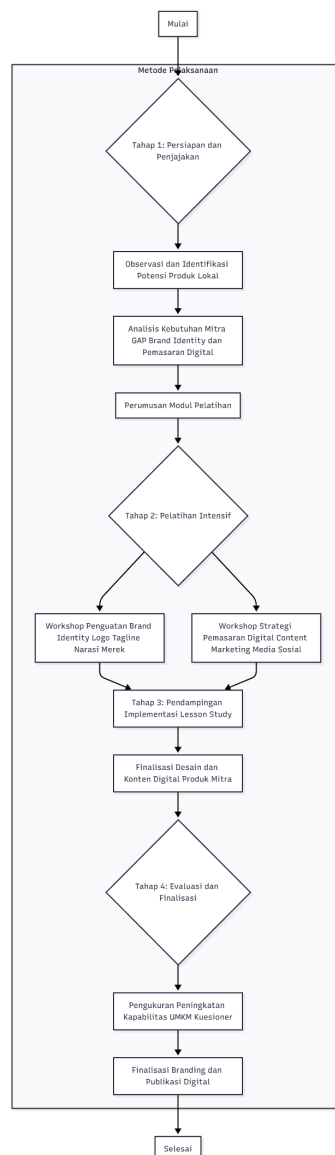 Mulai
Metode Pelaksanaan
Tahap 1: Persiapan dan
Penjajakan
Observasi dan Identifikasi
Potensi Produk Lokal
Analisis Kebutuhan Mitra
GAP Brand Identity dan
Pemasaran Digital
Perumusan Modul Pelatihan
Tahap 2: Pelatihan Intensif
Workshop Penguatan Brand
Identity Logo Tagline
Narasi Merek
Workshop Strategi
Pemasaran Digital Content
Marketing Media Sosial
Tahap 3: Pendampingan
Implementasi Lesson Study
Finalisasi Desain dan
Konten Digital Produk Mitra
Tahap 4: Evaluasi dan
Finalisasi
Pengukuran Peningkatan
Kapabilitas UMKM Kuesioner
Finalisasi Branding dan
Publikasi Digital
Selesai